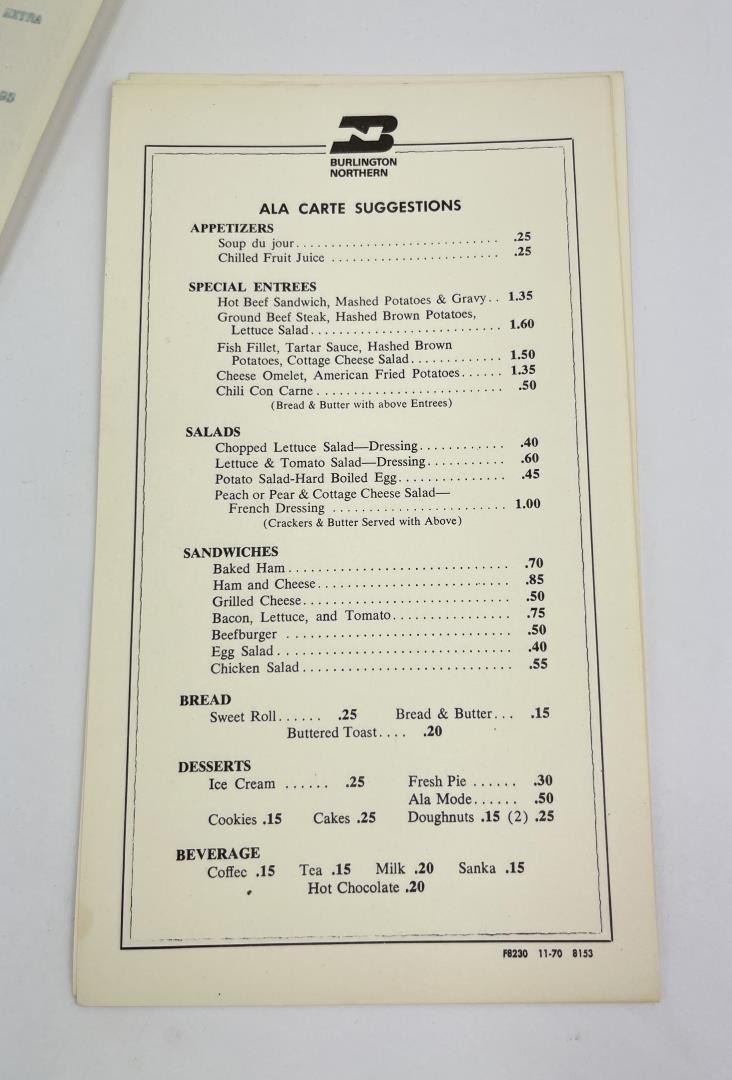 EXTRA
95
BURLINGTON
NORTHERN
ALA CARTE SUGGESTIONS
APPETIZERS
Soup du jour............................. .25
Chilled Fruit Juice ........................ .25
SPECIAL ENTREES
Hot Beef Sandwich, Mashed Potatoes & Gravy.. 1.35
Ground Beef Steak, Hashed Brown Potatoes,
Lettuce Salad........................... 1.60
Fish Fillet, Tartar Sauce, Hashed Brown
Potatoes, Cottage Cheese Salad............. 1.50
Cheese Omelet, American Fried Potatoes...... 1.35
Chili Con Carne........................... .50
(Bread & Butter with above Entrees)
SALADS
Chopped Lettuce Salad—Dressing............ .40
Lettuce & Tomato Salad—Dressing........... .60
Potato Salad-Hard Boiled Egg............... .45
Peach or Pear & Cottage Cheese Salad—
French Dressing ......................... 1.00
(Crackers & Butter Served with Above)
SANDWICHES
Baked Ham................................ .70
Ham and Cheese............................ .85
Grilled Cheese.............................. .50
Bacon, Lettuce, and Tomato................. .75
Beefburger ................................ .50
Egg Salad.................................. .40
Chicken Salad.............................. .55
BREAD
Sweet Roll...... .25 Bread & Butter... .15
Buttered Toast.... .20
DESSERTS
Ice Cream ...... .25 Fresh Pie ...... .30
Ala Mode...... .50
Cookies .15 Cakes .25 Doughnuts .15 (2) .25
BEVERAGE
Coffee .15 Tea .15 Milk .20 Sanka .15
Hot Chocolate .20
F8230 11-70 8153